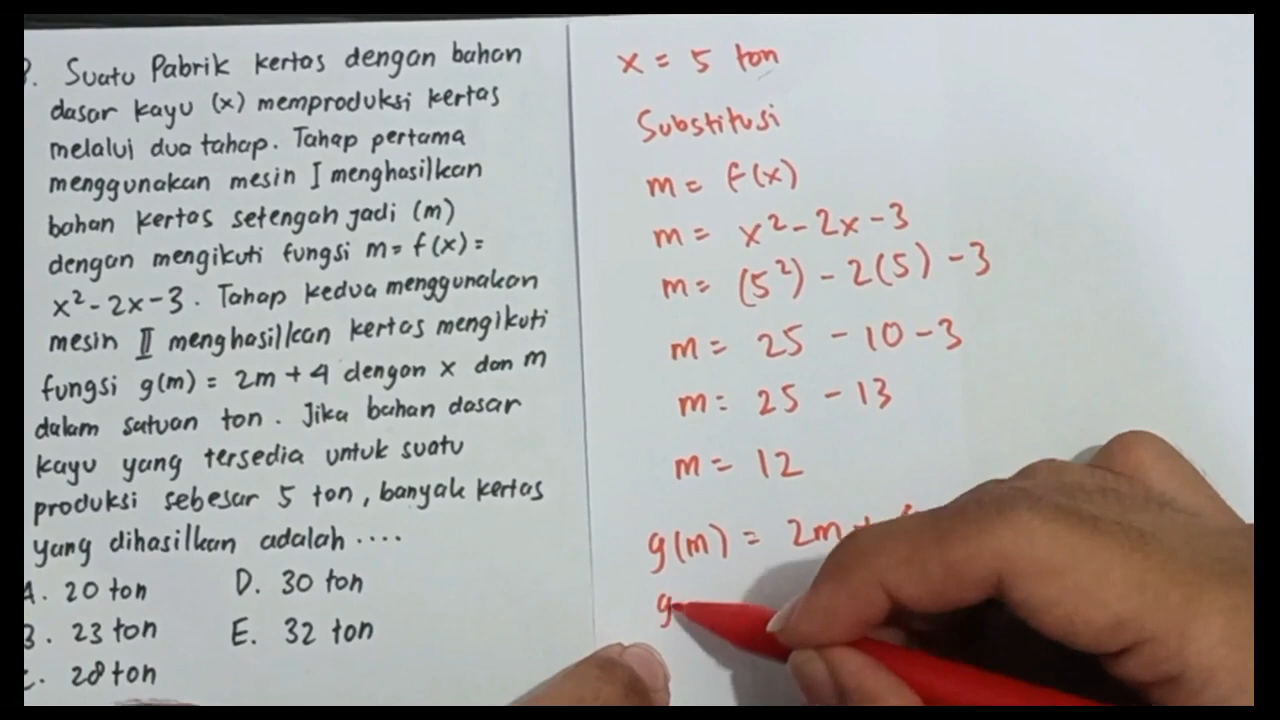 . Suatu Pabrik kertas dengan bahan
dasar kayu (x) memproduksi kertas
melalui dua tahap. Tahap pertama
menggunakan mesin I menghasilkan
bahan kertas setengah jadi (m)
dengan mengikuti fungsi m = f(x) =
x² - 2x - 3. Tahap kedua menggunakan
mesin II menghasilkan kertas mengikuti
fungsi g(m) = 2m + 4 dengan x dan m
dalam satuan ton. Jika bahan dasar
kayu yang tersedia untuk suatu
produksi sebesar 5 ton, banyak kertas
yang dihasilkan adalah ....
A. 20 ton
B. 23 ton
C. 28 ton
D. 30 ton
E. 32 ton
x = 5 ton
Substitusi
m = f(x)
m = x² - 2x - 3
m = (5²) - 2(5) - 3
m = 25 - 10 - 3
m = 25 - 13
m = 12
g(m) = 2m +
g